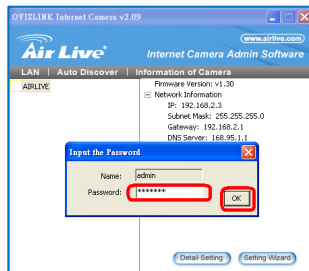 OVISLINK Internet Camera v2.09
Air Live
www.airlive.com
Internet Camera Admin Software
LAN | Auto Discover | Information of Camera
AIRLIVE
Firmware Version: v1.30
Network Information
IP: 192.168.2.3
Subnet Mask: 255.255.255.0
Gateway: 192.168.2.1
DNS Server: 168.95.1.1
Input the Password
Name: admin
Password: *******
OK
Detail Setting
Setting Wizard